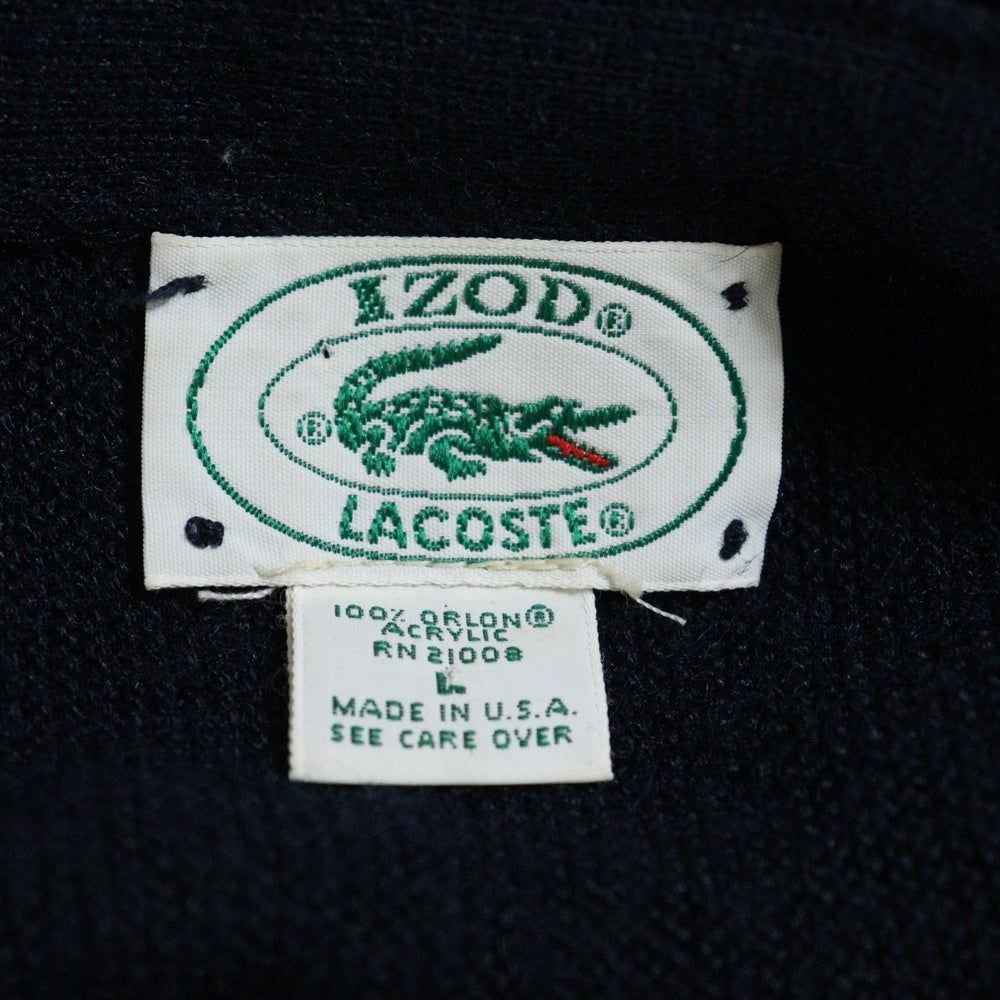 IZOD®
®
LACOSTE®
100% ORLON®
ACRYLIC
RN 21008
L
MADE IN U.S.A.
SEE CARE OVER